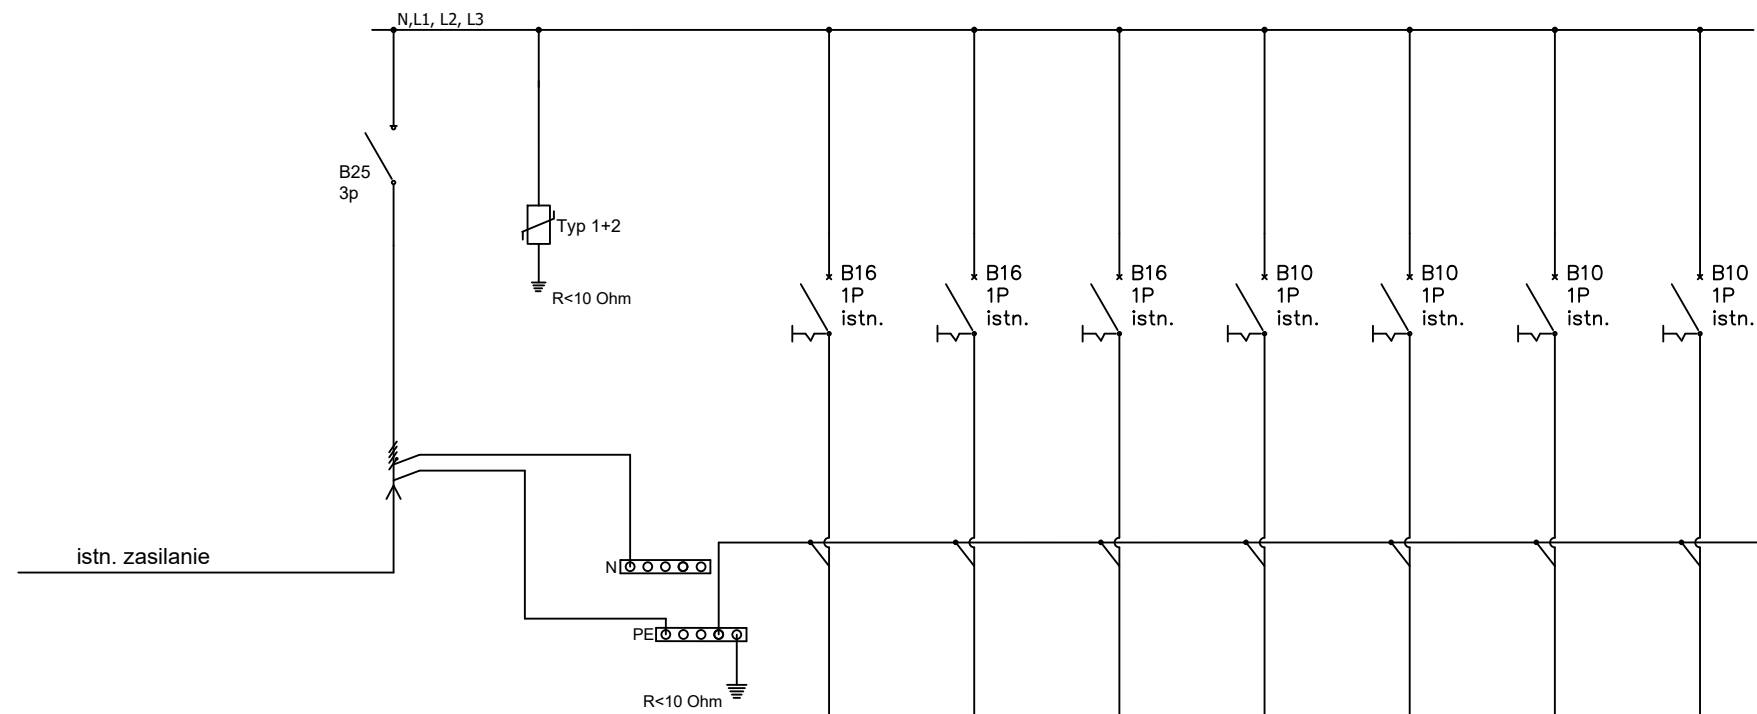 N,L1, L2, L3
B25
3p
Typ 1+2
R<10 Ohm
B16
1P
istn.
B16
1P
istn.
B16
1P
istn.
B10
1P
istn.
B10
1P
istn.
B10
1P
istn.
B10
1P
istn.
istn. zasilanie
N
PE
R<10 Ohm